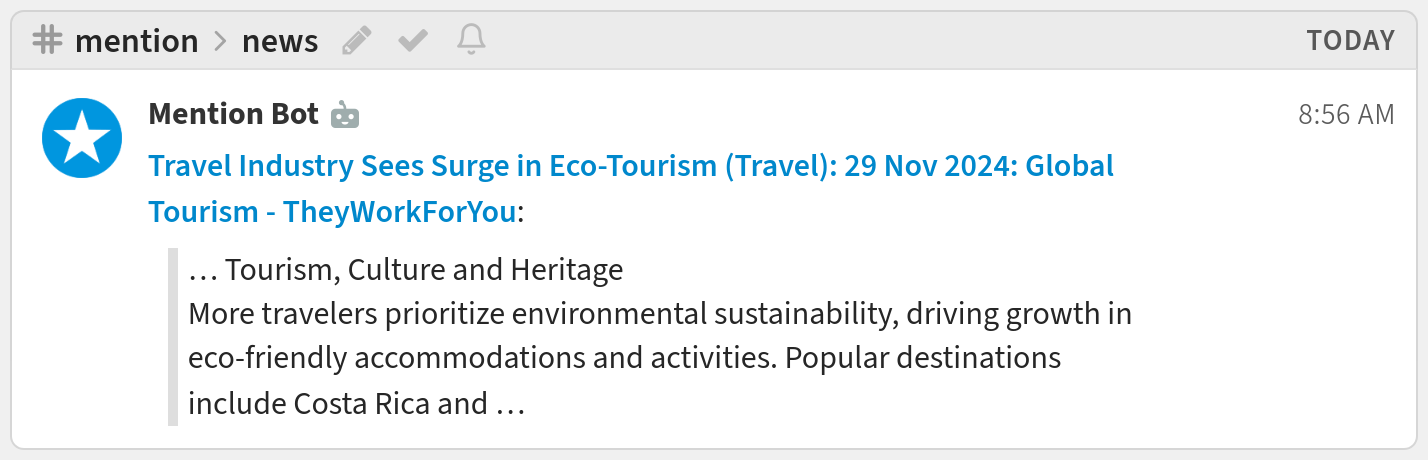 # mention > news TODAY
Mention Bot 8:56 AM
Travel Industry Sees Surge in Eco-Tourism (Travel): 29 Nov 2024: Global
Tourism - TheyWorkForYou:
… Tourism, Culture and Heritage
More travelers prioritize environmental sustainability, driving growth in
eco-friendly accommodations and activities. Popular destinations
include Costa Rica and …